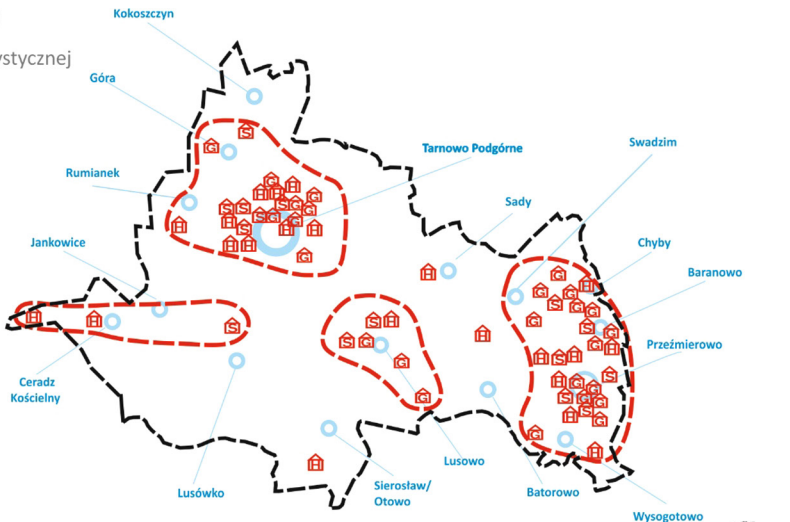 Kokoszczyn
ystycznej
Góra
Tarnowo Podgórne
Swadzim
Rumianek
Sady
Jankowice
Chyby
Baranowo
Przeźmierowo
Ceradz
Kościelny
Lusowo
Lusówko
Sierosław/
Otowo
Batorowo
Wysogotowo
G
S
G
H
H
H
G
G
H
H
S
G
S
S
G
S
G
G
H
S
H
H
H
H
G
H
H
S
S
H
S
G
G
G
H
H
H
G
H
G
G
S
G
G
G
S
G
G
H
H
S
H
S
H
G
G
S
G
G
H
S
G
G
H